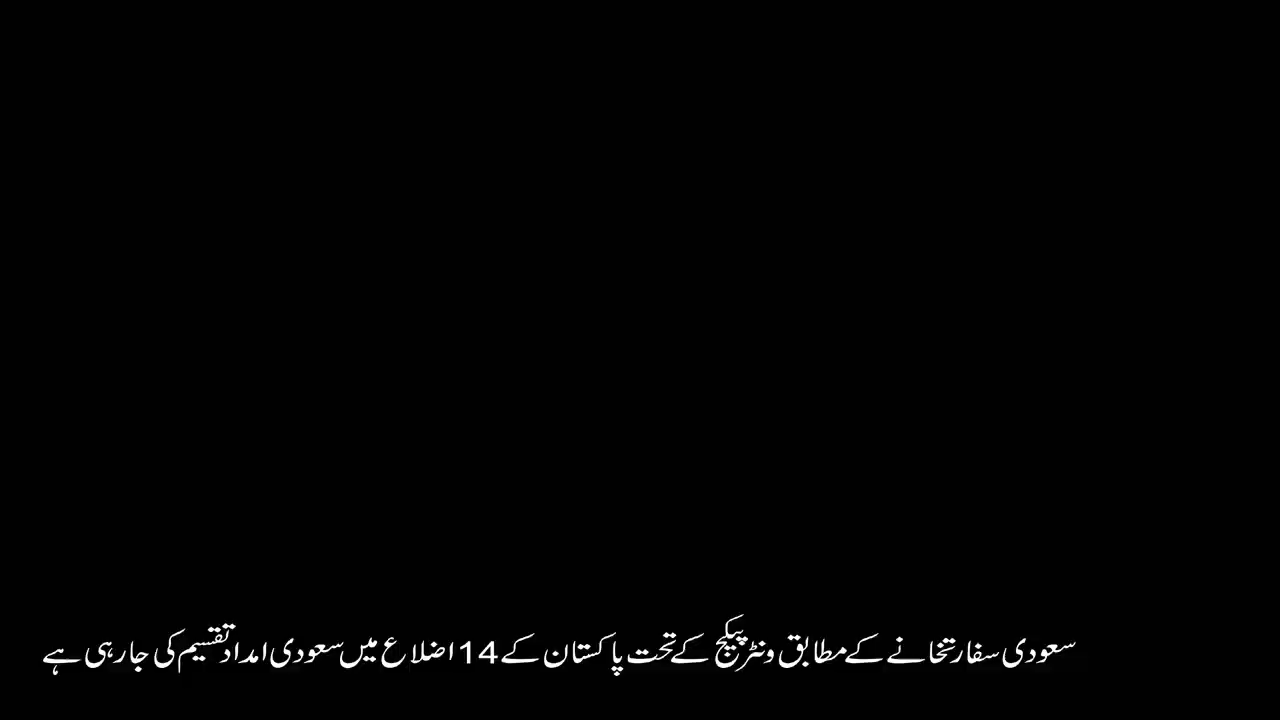 سعودی سفارتخانے کے مطابق ونٹر پیکج کے تحت پاکستان کے 14 اضلاع میں سعودی امداد تقسیم کی جا رہی ہے